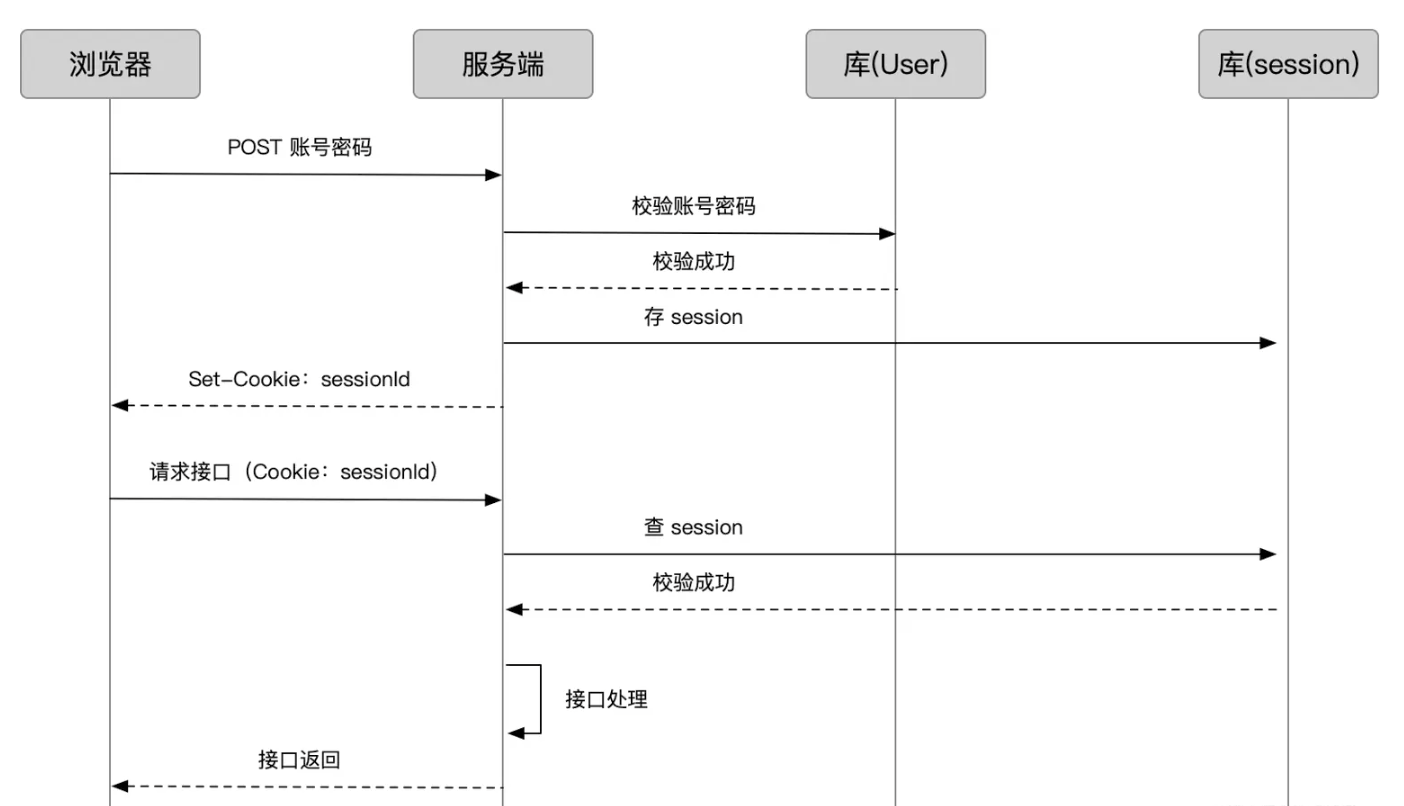 浏览器
服务端
库(User)
库(session)
POST 账号密码
校验账号密码
校验成功
存 session
Set-Cookie：sessionId
请求接口（Cookie：sessionId）
查 session
校验成功
接口处理
接口返回